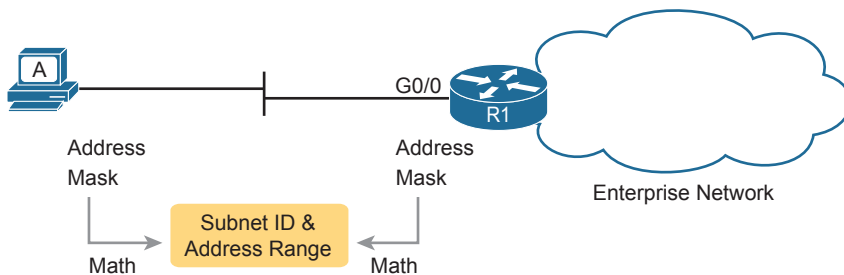 A
G0/0
R1
Address
Mask
Address
Mask
Enterprise Network
Subnet ID &
Address Range
Math
Math